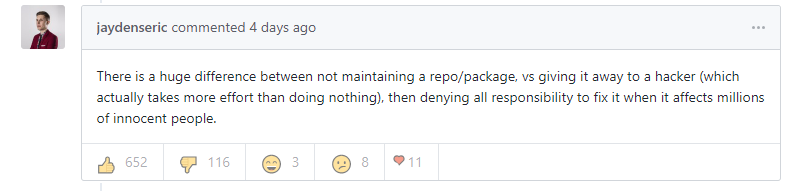 jaydenseric commented 4 days ago
There is a huge difference between not maintaining a repo/package, vs giving it away to a hacker (which
actually takes more effort than doing nothing), then denying all responsibility to fix it when it affects millions
of innocent people.
652 116 3 8 11